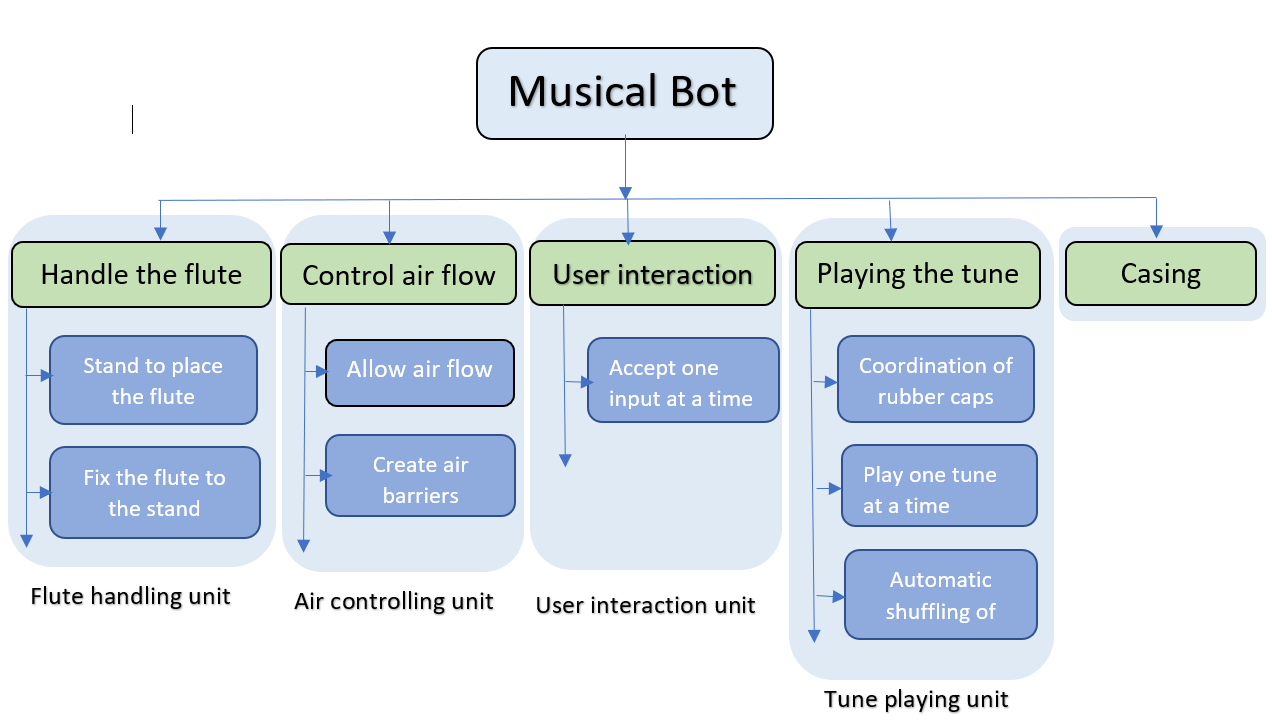 Musical Bot
Handle the flute
Stand to place
the flute
Fix the flute to
the stand
Flute handling unit
Control air flow
Allow air flow
Create air
barriers
Air controlling unit
User interaction
Accept one
input at a time
User interaction unit
Playing the tune
Coordination of
rubber caps
Play one tune
at a time
Automatic
shuffling of
Tune playing unit
Casing